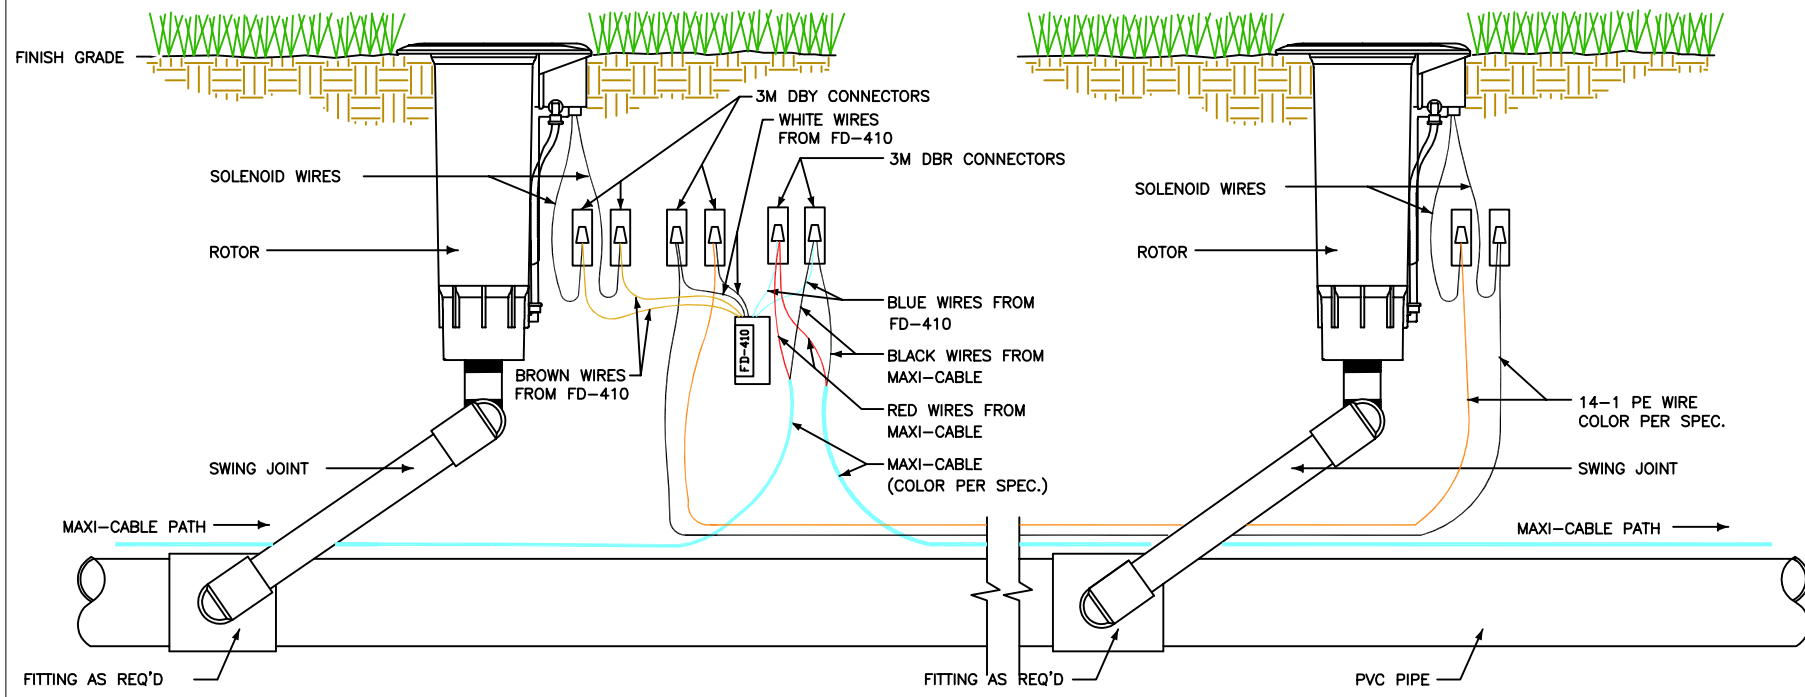 FINISH GRADE
3M DBY CONNECTORS
WHITE WIRES
FROM FD-410
3M DBR CONNECTORS
SOLENOID WIRES
ROTOR
BLUE WIRES FROM
FD-410
FD-410
BLACK WIRES FROM
MAXI-CABLE
BROWN WIRES
FROM FD-410
RED WIRES FROM
MAXI-CABLE
SWING JOINT
MAXI-CABLE
(COLOR PER SPEC.)
MAXI-CABLE PATH
FITTING AS REQ'D
SOLENOID WIRES
ROTOR
14-1 PE WIRE
COLOR PER SPEC.
SWING JOINT
MAXI-CABLE PATH
FITTING AS REQ'D
PVC PIPE